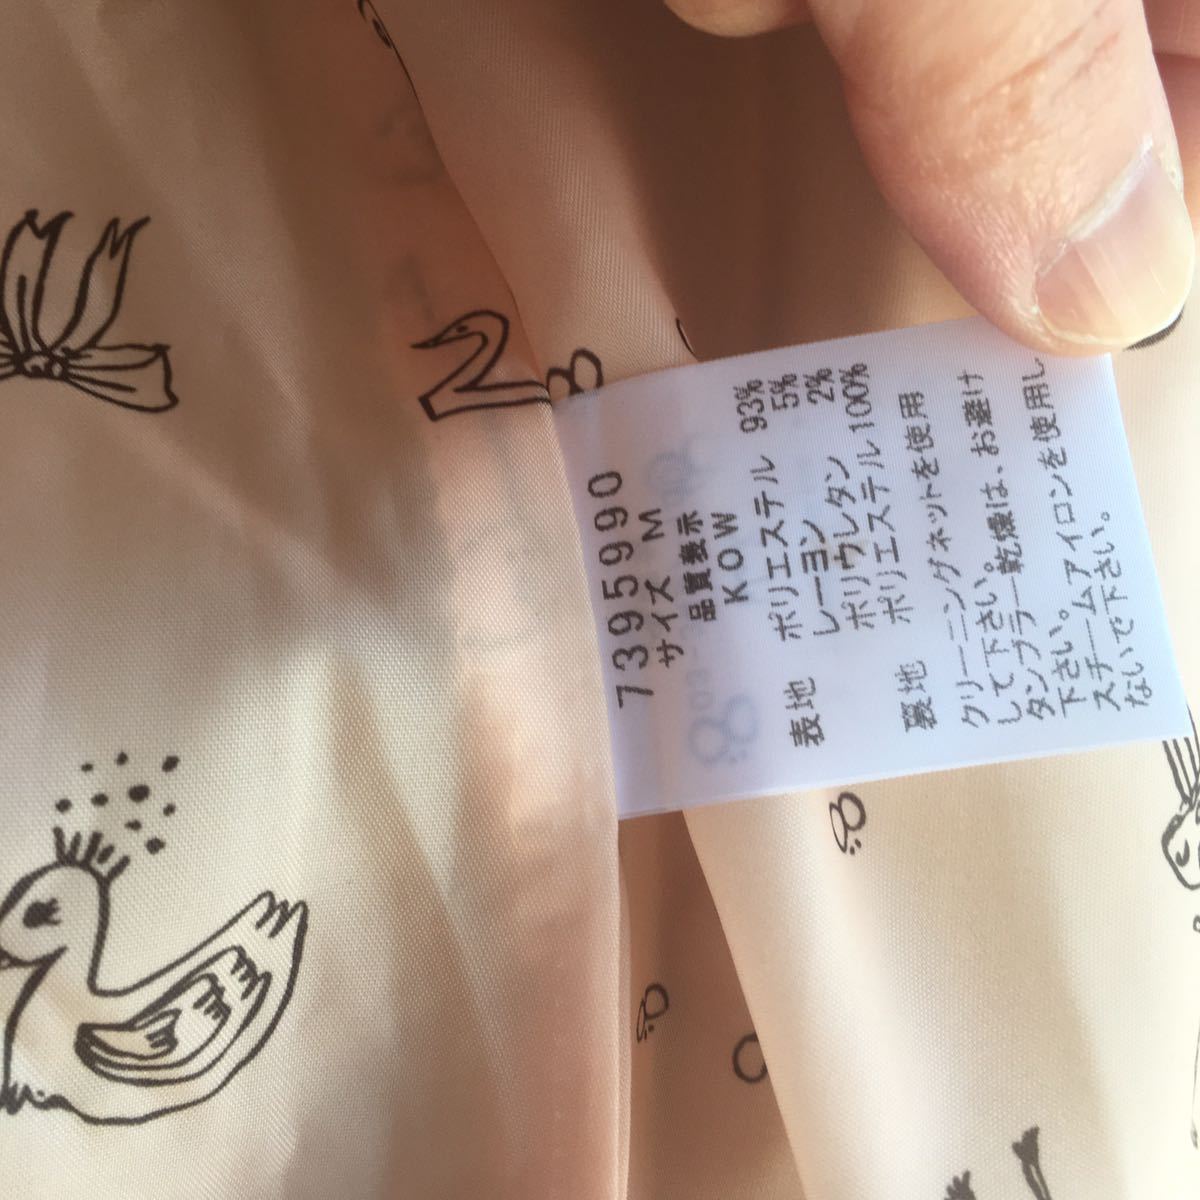 7395990
サイズ M
品質表示
KOW
表地 ポリエステル 93%
レーヨン 5%
ポリウレタン 2%
裏地 ポリエステル 100%
クリーニングネットを使用
して下さい。
タンブラー乾燥は、お避け
下さい。
スチームアイロンを使用し
ないで下さい。